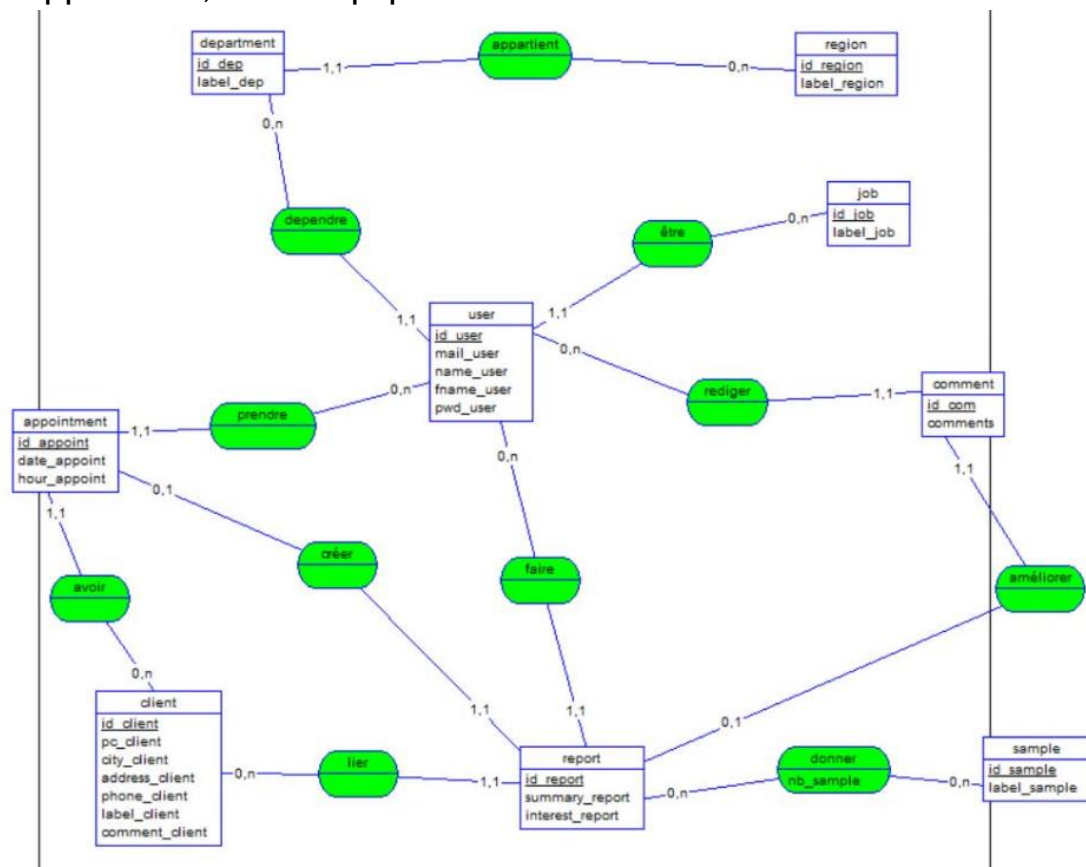 department
id_dep
label_dep
1,1
appartient
0,n
region
id_region
label_region
0,n
dependre
1,1
job
id_job
label_job
0,n
être
1,1
user
id_user
mail_user
name_user
fname_user
pwd_user
0,n
rediger
1,1
comment
id_com
comments
0,n
prendre
1,1
appointment
id_appoint
date_appoint
hour_appoint
0,1
créer
1,1
0,n
faire
1,1
1,1
améliorer
0,1
1,1
avoir
0,n
client
id_client
pc_client
city_client
address_client
phone_client
label_client
comment_client
0,n
lier
1,1
report
id_report
summary_report
interest_report
0,n
donner
nb_sample
0,n
sample
id_sample
label_sample